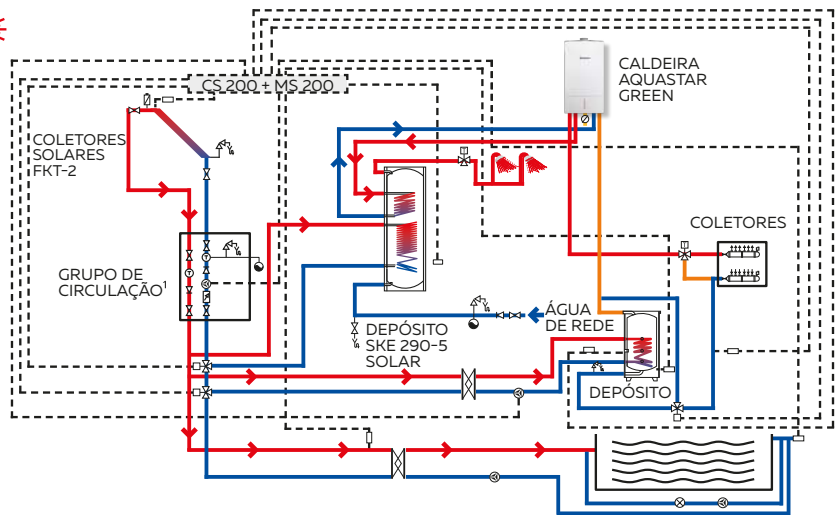 CS 200 + MS 200
CALDEIRA
AQUASTAR
GREEN
COLETORES
SOLARES
FKT-2
COLETORES
GRUPO DE
CIRCULAÇÃO¹
ÁGUA
DE REDE
DEPÓSITO
SKE 290-5
SOLAR
DEPÓSITO